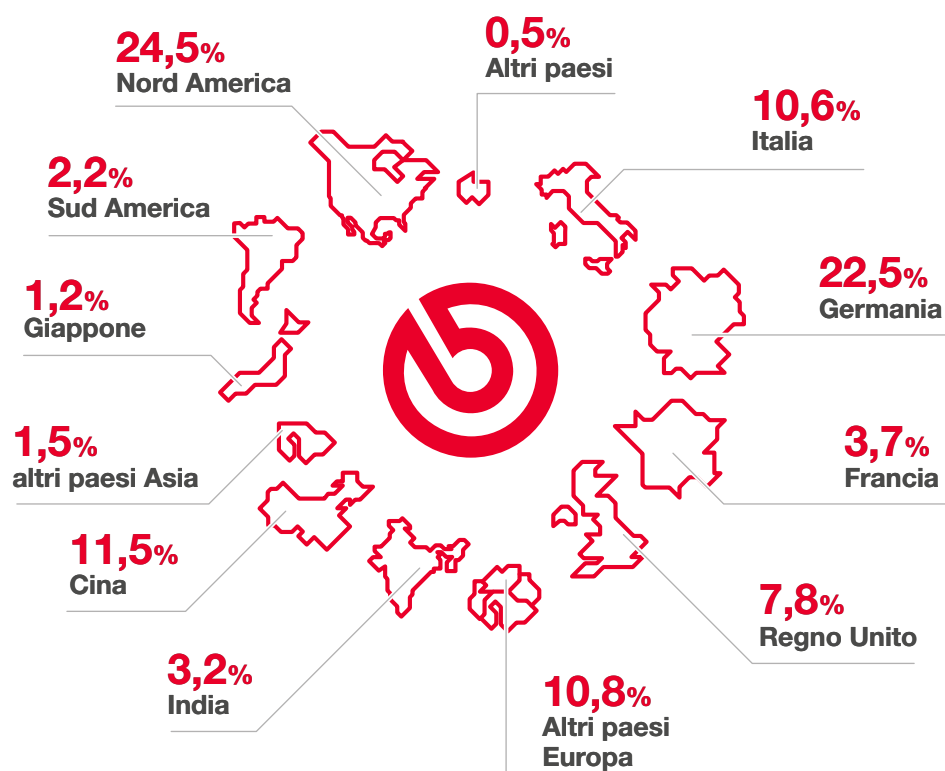 24,5%
Nord America
0,5%
Altri paesi
10,6%
Italia
2,2%
Sud America
22,5%
Germania
1,2%
Giappone
3,7%
Francia
1,5%
altri paesi Asia
11,5%
Cina
7,8%
Regno Unito
3,2%
India
10,8%
Altri paesi
Europa